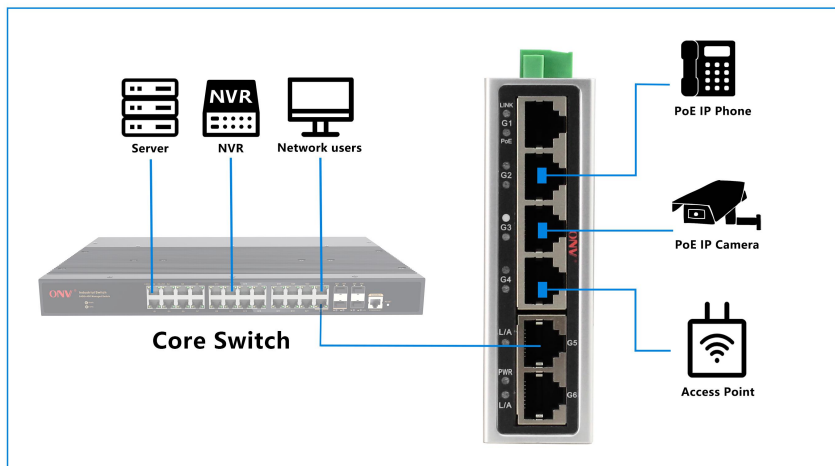 NVR
Server
NVR
Network users
ONV
Core Switch
LINK
G1
PoE
G2
G3
G4
L/A
G5
PWR
L/A
G6
ONV
PoE IP Phone
PoE IP Camera
Access Point